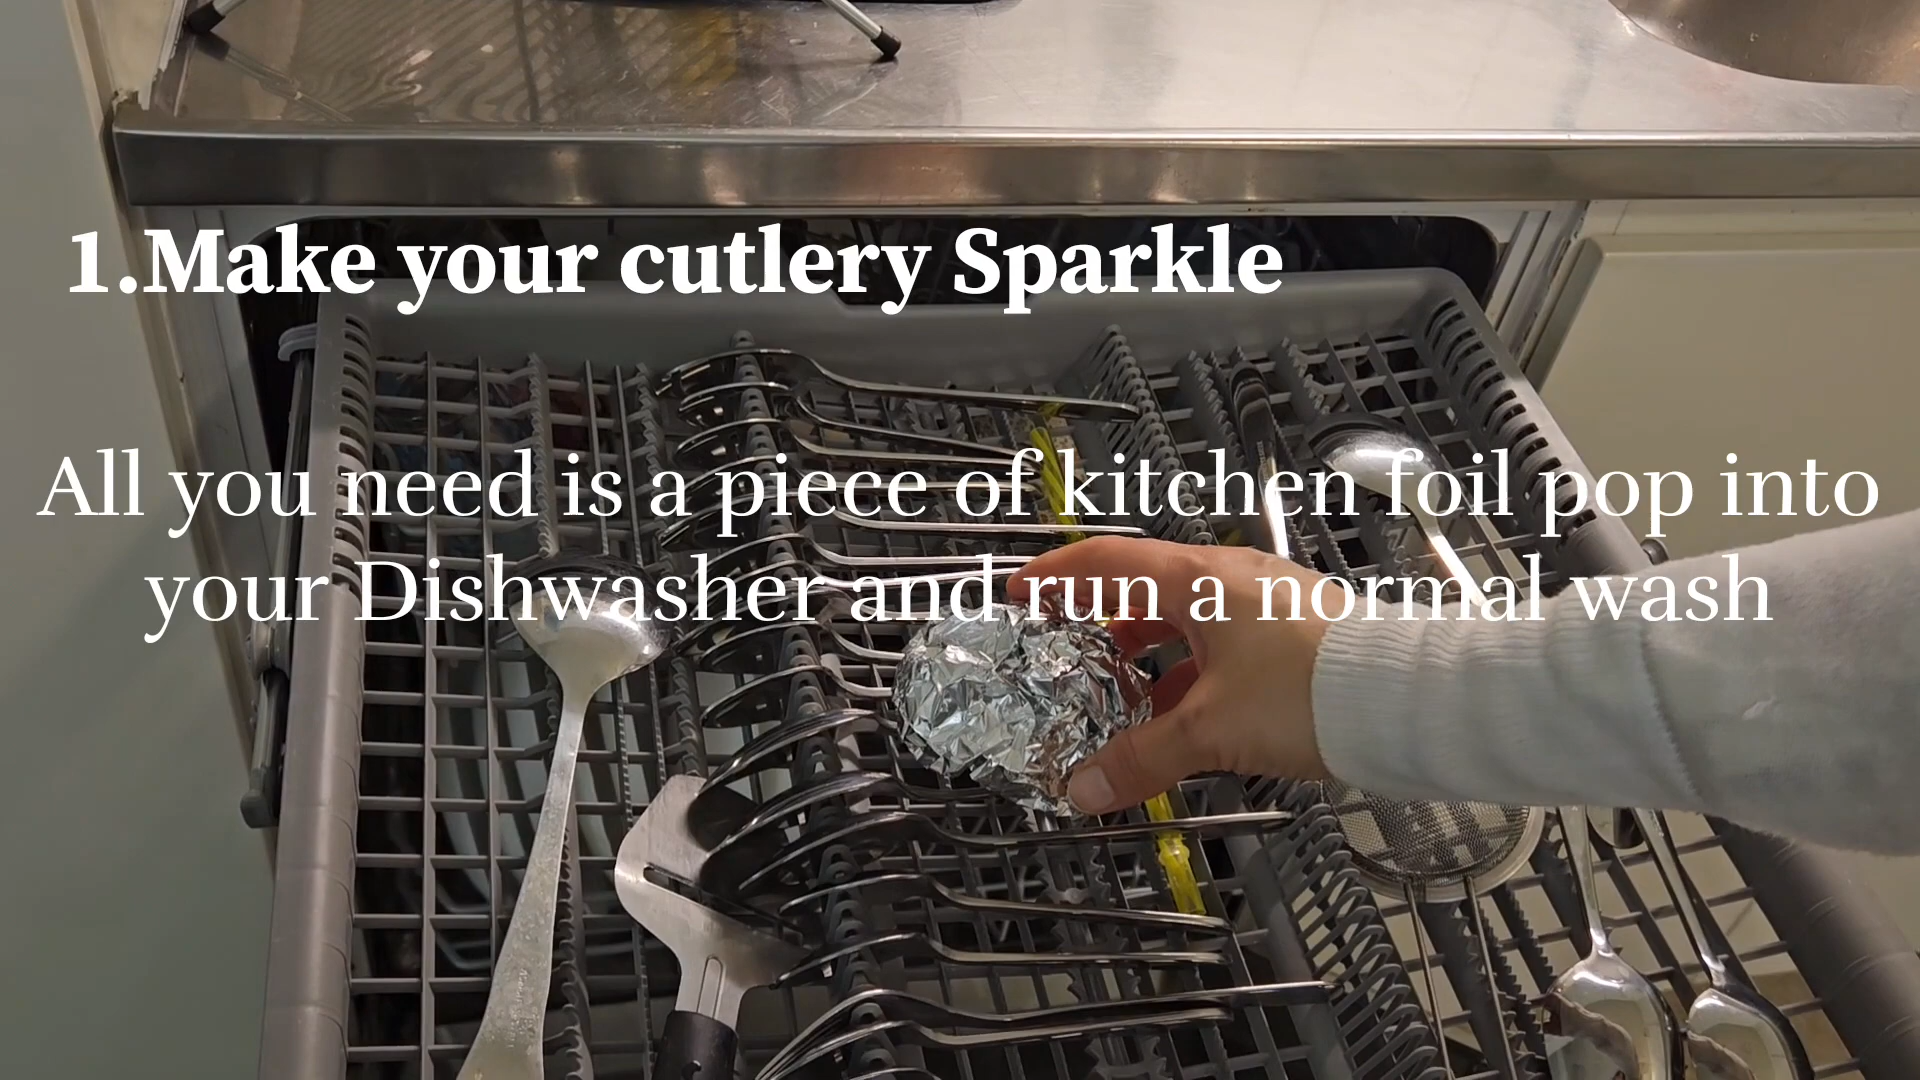 1.Make your cutlery Sparkle
All you need is a piece of kitchen foil pop into
your Dishwasher and run a normal wash